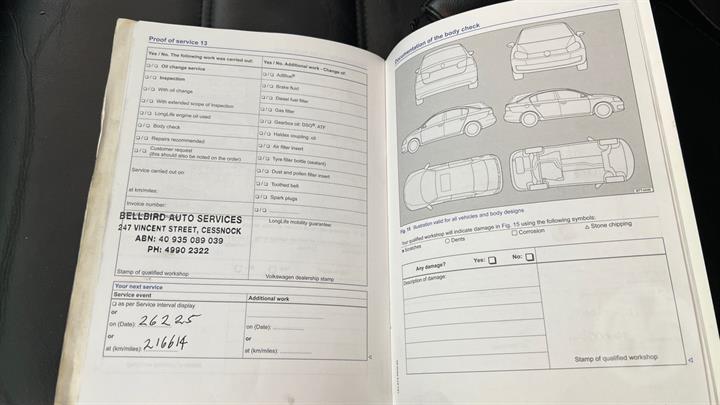 Proof of service 13
Yes / No. The following work was carried out:
❑/❑ Oil change service
❑/❑ Inspection
❑/❑ With oil change
❑/❑ With extended scope of inspection
❑/❑ LongLife engine oil used
❑/❑ Body check
❑/❑ Repairs recommended
❑/❑ Customer request
(this should also be noted on the order)
Service carried out on
at km/miles:
Invoice number:
BELLBIRD AUTO SERVICES
247 VINCENT STREET, CESSNOCK
ABN: 40 935 089 039
PH: 4990 2322
Stamp of qualified workshop
Yes / No. Additional work - Change of:
❑/❑ AdBlue®
❑/❑ Brake fluid
❑/❑ Diesel fuel filter
❑/❑ Gas filter
❑/❑ Gearbox oil: DSG®, ATF
❑/❑ Haldex coupling: oil
❑/❑ Air filter insert
❑/❑ Tyre filler bottle (sealant)
❑/❑ Dust and pollen filter insert
❑/❑ Toothed belt
❑/❑ Spark plugs
❑/❑
LongLife mobility guarantee:
Volkswagen dealership stamp
Your next service
Service event
❑ as per Service interval display
or
on (Date): 26 2 25
or
at (km/miles): 216614
Additional work
on (Date):
or
at (km/miles):
Documentation of the body check
Fig. 15 Illustration valid for all vehicles and body designs
Your qualified workshop will indicate damage in Fig. 15 using the following symbols:
× Scratches ○ Dents □ Corrosion △ Stone chipping
Any damage? Yes: ❑ No: ❑
Description of damage:
Stamp of qualified workshop